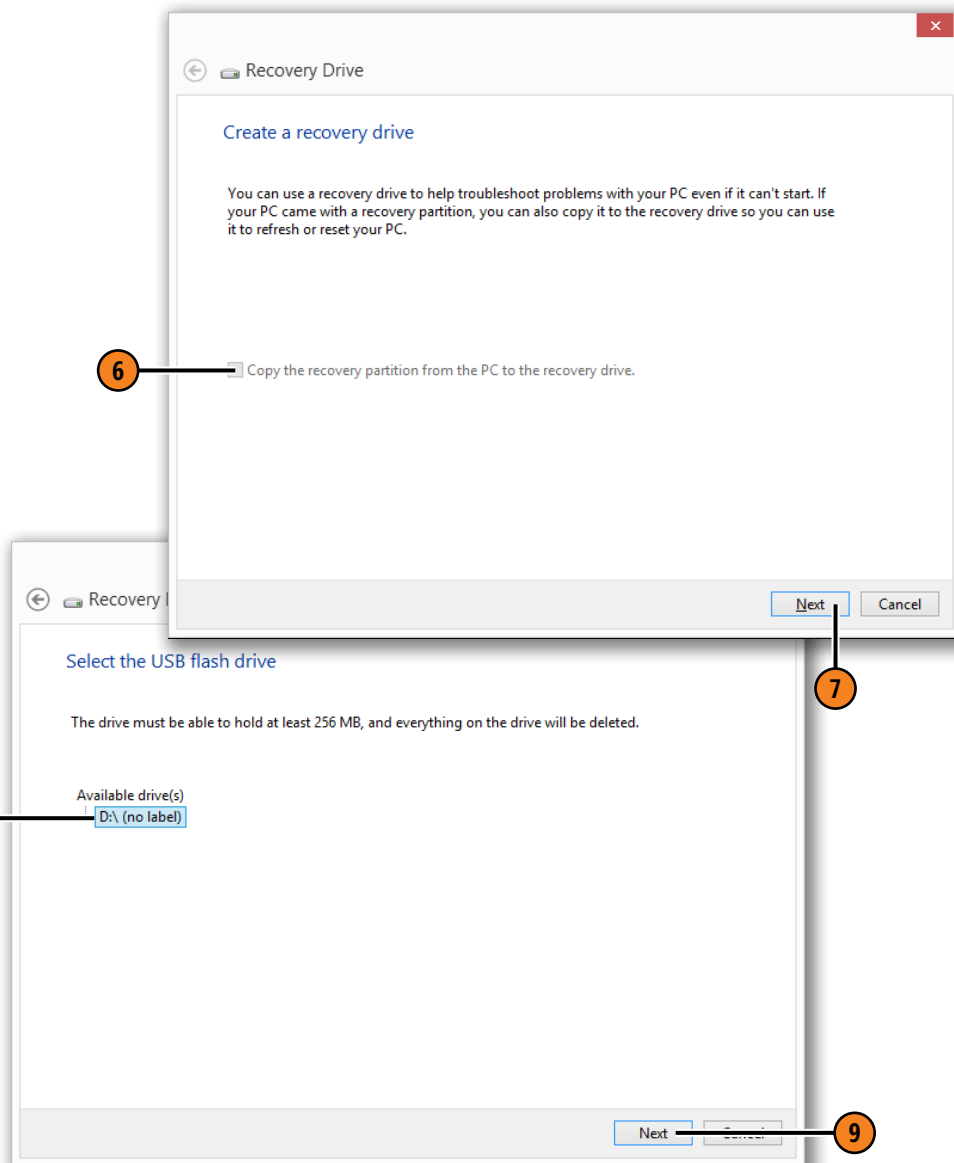 Recovery Drive
Create a recovery drive
You can use a recovery drive to help troubleshoot problems with your PC even if it can't start. If
your PC came with a recovery partition, you can also copy it to the recovery drive so you can use
it to refresh or reset your PC.
6
Copy the recovery partition from the PC to the recovery drive.
Next
Cancel
7
Recovery
Select the USB flash drive
The drive must be able to hold at least 256 MB, and everything on the drive will be deleted.
Available drive(s)
D:\ (no label)
Next
Cancel
9